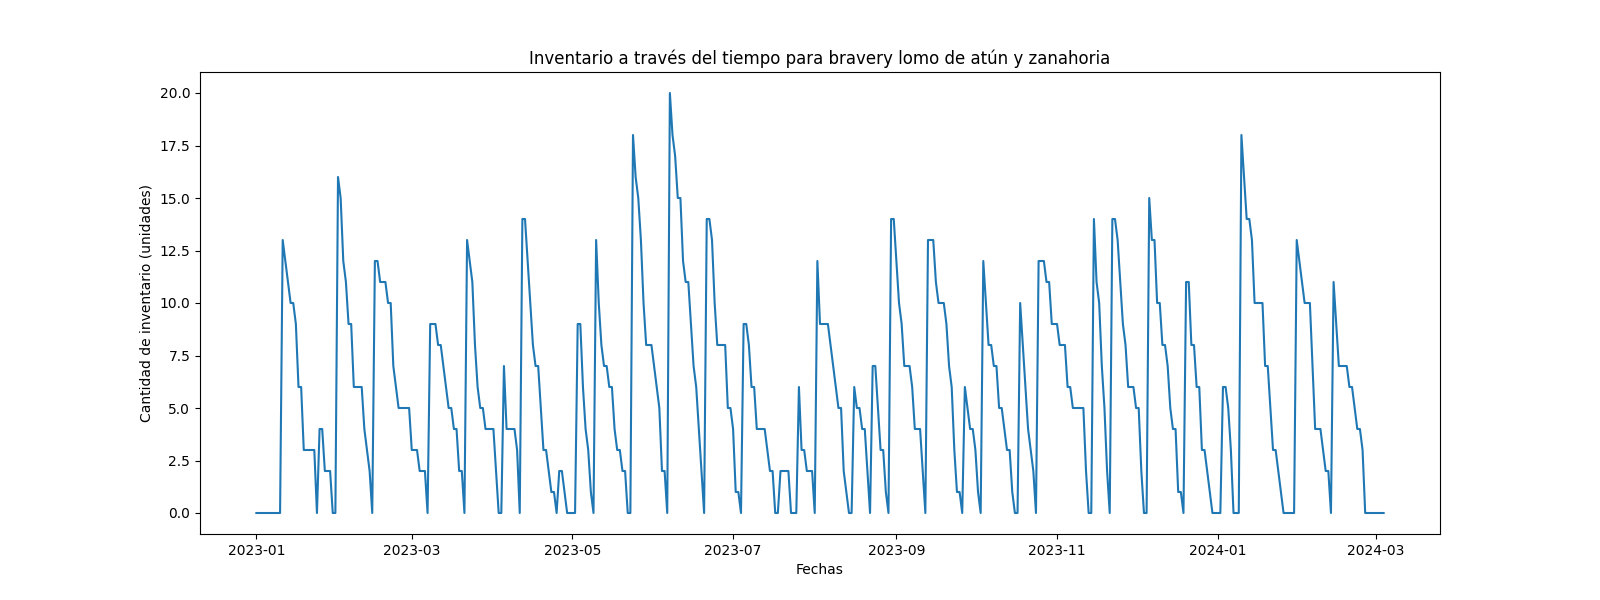 Inventario a través del tiempo para bravery lomo de atún y zanahoria
Cantidad de inventario (unidades)
20.0
17.5
15.0
12.5
10.0
7.5
5.0
2.5
0.0
2023-01 2023-03 2023-05 2023-07 2023-09 2023-11 2024-01 2024-03
Fechas